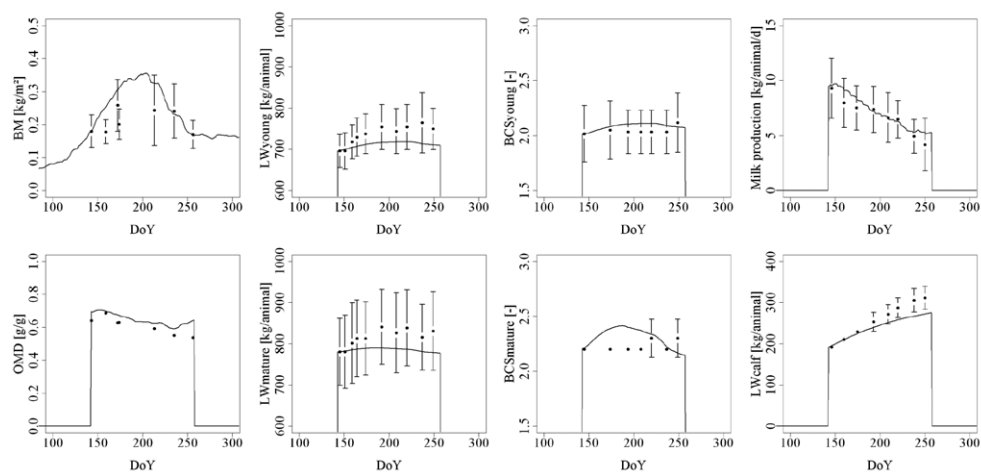 BM [kg/m²]
0.0 0.1 0.2 0.3 0.4 0.5
100 150 200 250 300
DoY
LWyoung [kg/animal]
600 700 800 900 1000
100 150 200 250 300
DoY
BCSyoung [-]
1.5 2.0 2.5 3.0
100 150 200 250 300
DoY
Milk production [kg/animal/d]
0 5 10 15
100 150 200 250 300
DoY
OMD [g/g]
0.0 0.2 0.4 0.6 0.8 1.0
100 150 200 250 300
DoY
LWmature [kg/animal]
600 700 800 900 1000
100 150 200 250 300
DoY
BCSmature [-]
1.5 2.0 2.5 3.0
100 150 200 250 300
DoY
LWcalf [kg/animal]
0 100 200 300 400
100 150 200 250 300
DoY